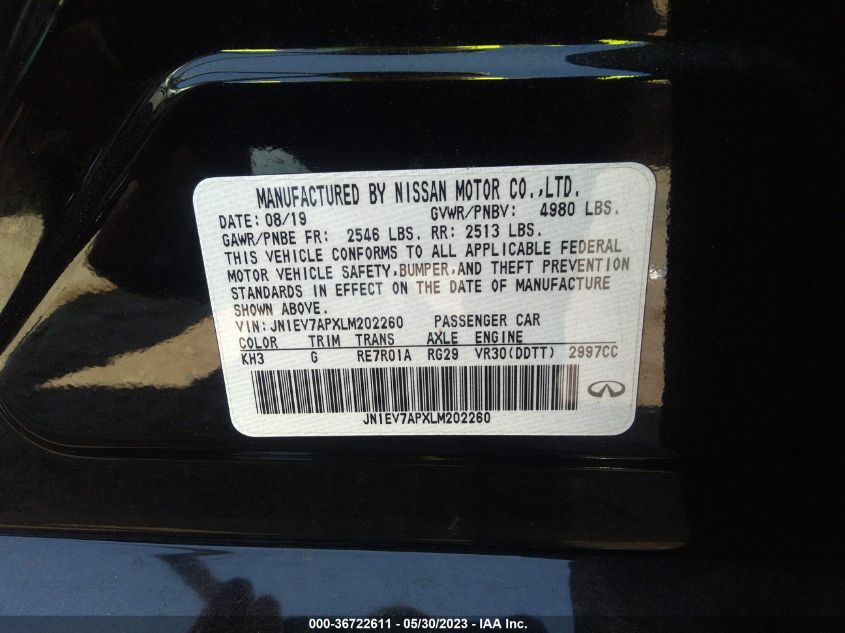 MANUFACTURED BY NISSAN MOTOR CO.,LTD.
DATE: 08/19 GVWR/PNBV: 4980 LBS.
GAWR/PNBE FR: 2546 LBS. RR: 2513 LBS.
THIS VEHICLE CONFORMS TO ALL APPLICABLE FEDERAL
MOTOR VEHICLE SAFETY,BUMPER,AND THEFT PREVENTION
STANDARDS IN EFFECT ON THE DATE OF MANUFACTURE
SHOWN ABOVE.
VIN: JN1EV7APXLM202260 PASSENGER CAR
COLOR TRIM TRANS AXLE ENGINE
KH3 G RE7R01A RG29 VR30(DDTT) 2997CC
JN1EV7APXLM202260
000-36722611 - 05/30/2023 - IAA Inc.